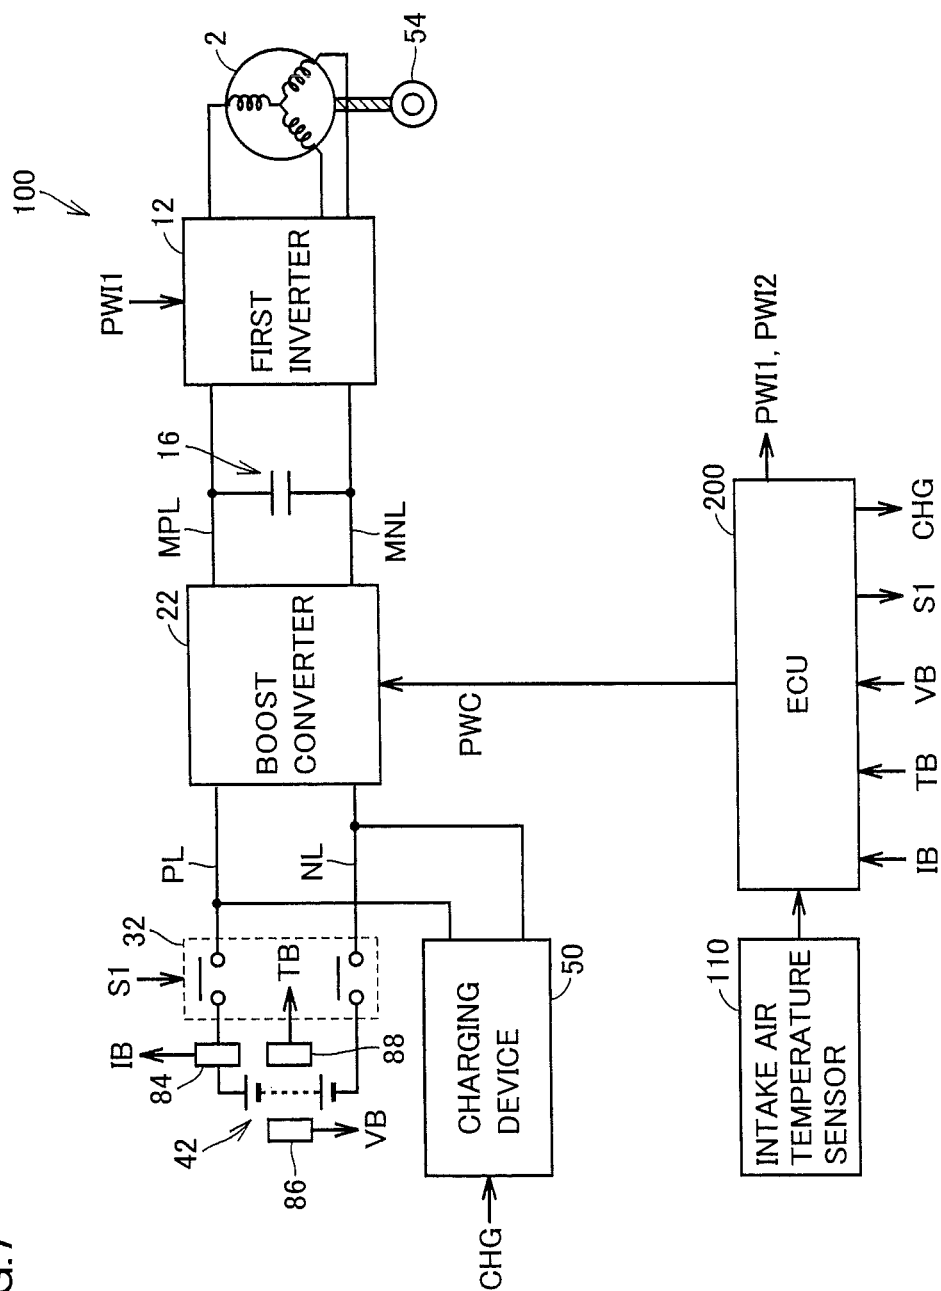 100
2
54
12
PWI1
FIRST
INVERTER
16
MPL
MNL
22
BOOST
CONVERTER
PWC
PL
NL
32
S1
TB
IB
84
88
42
86
VB
50
CHARGING
DEVICE
CHG
200
ECU
PWI1, PWI2
CHG
S1
VB
TB
IB
110
INTAKE AIR
TEMPERATURE
SENSOR